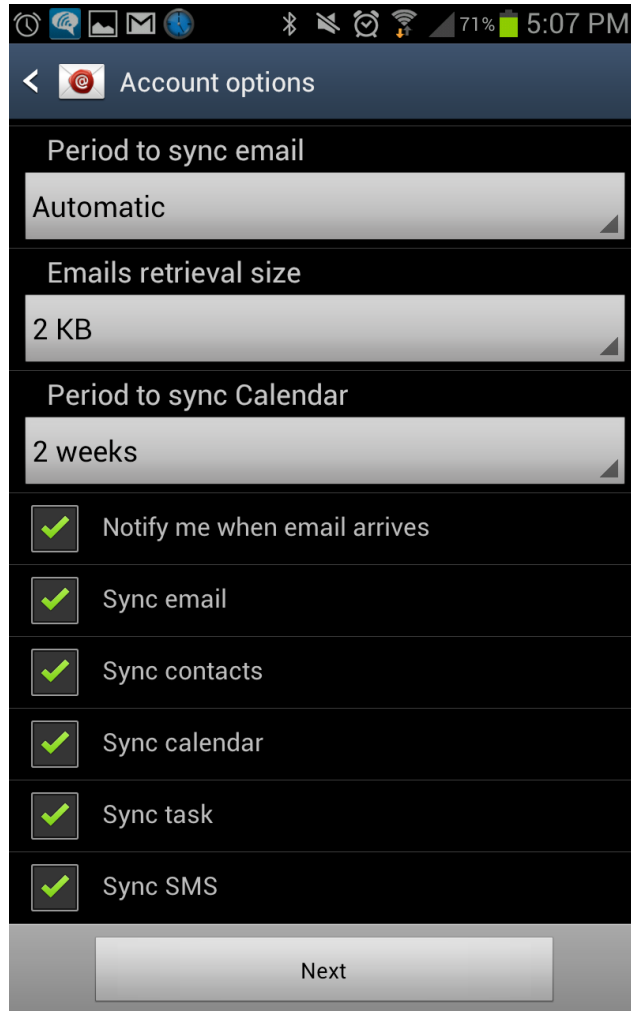 71% 5:07 PM
Account options
Period to sync email
Automatic
Emails retrieval size
2 KB
Period to sync Calendar
2 weeks
Notify me when email arrives
Sync email
Sync contacts
Sync calendar
Sync task
Sync SMS
Next